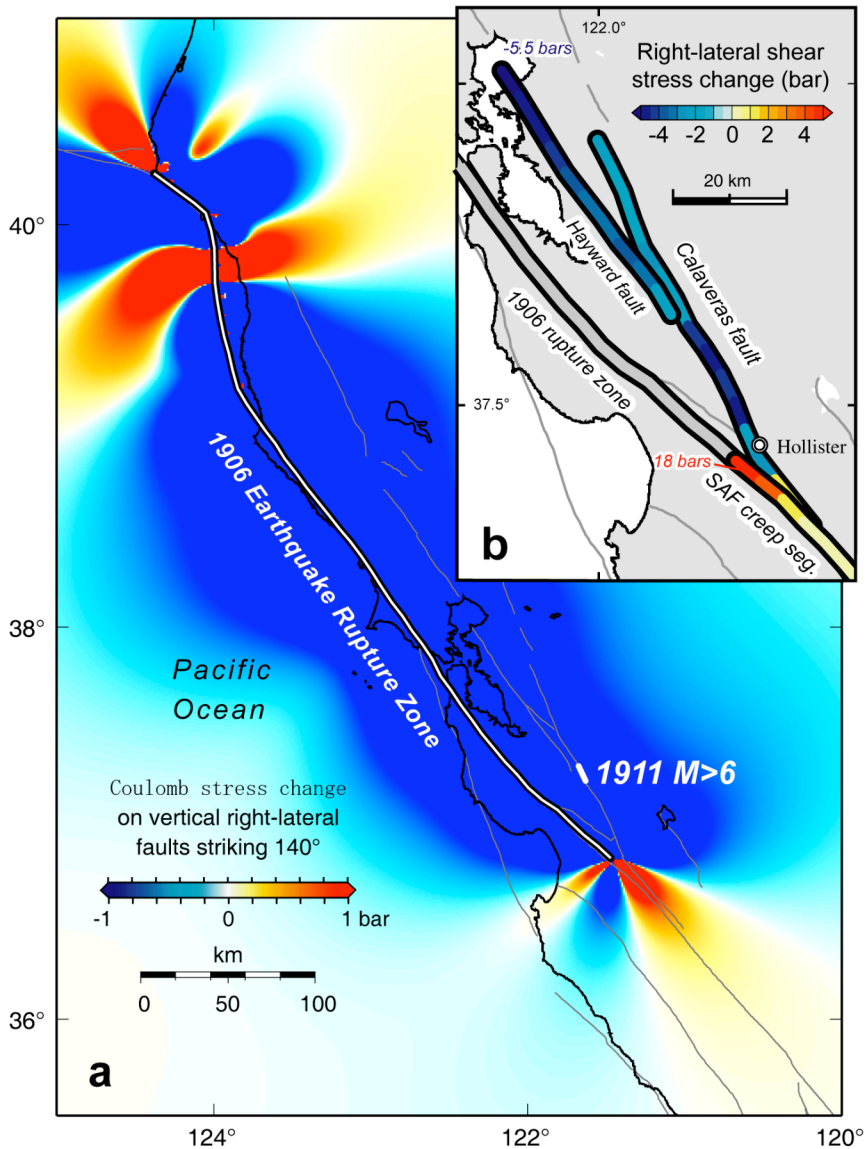 122.0°
-5.5 bars
Right-lateral shear
stress change (bar)
-4 -2 0 2 4
20 km
Hayward fault
Calaveras fault
1906 rupture zone
37.5°
Hollister
18 bars
SAF creep seg.
b
40°
38°
36°
1906 Earthquake Rupture Zone
Pacific
Ocean
1911 M>6
Coulomb stress change
on vertical right-lateral
faults striking 140°
-1 0 1 bar
km
0 50 100
a
124° 122° 120°